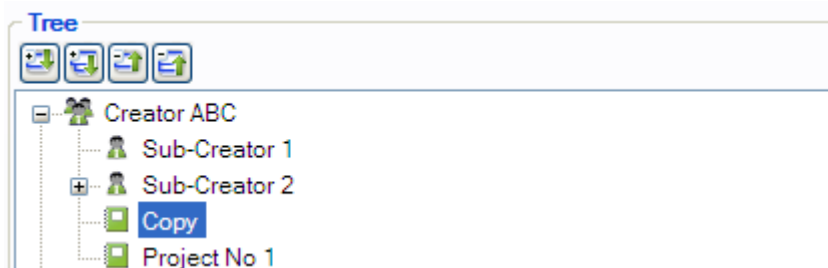 Tree
Creator ABC
Sub-Creator 1
Sub-Creator 2
Copy
Project No 1